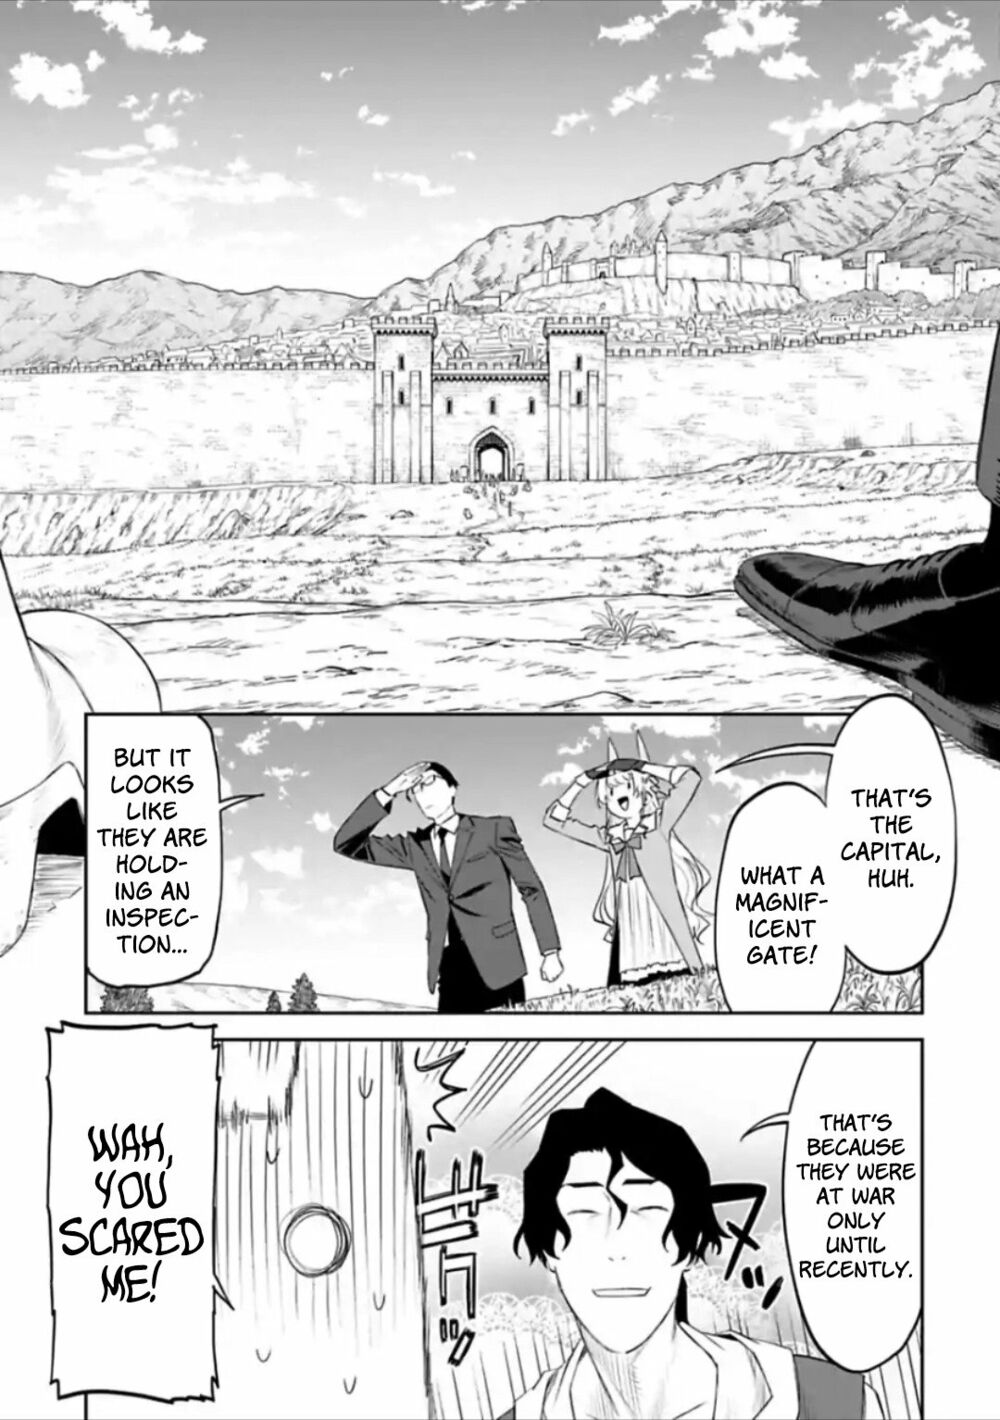 THAT'S
THE
CAPITAL,
HUH.
WHAT A
MAGNIF-
ICENT
GATE!
BUT IT
LOOKS
LIKE
THEY ARE
HOLD-
ING AN
INSPEC-
TION...
THAT'S
BECAUSE
THEY WERE
AT WAR
ONLY
UNTIL
RECENTLY.
WAH,
YOU
SCARED
ME!